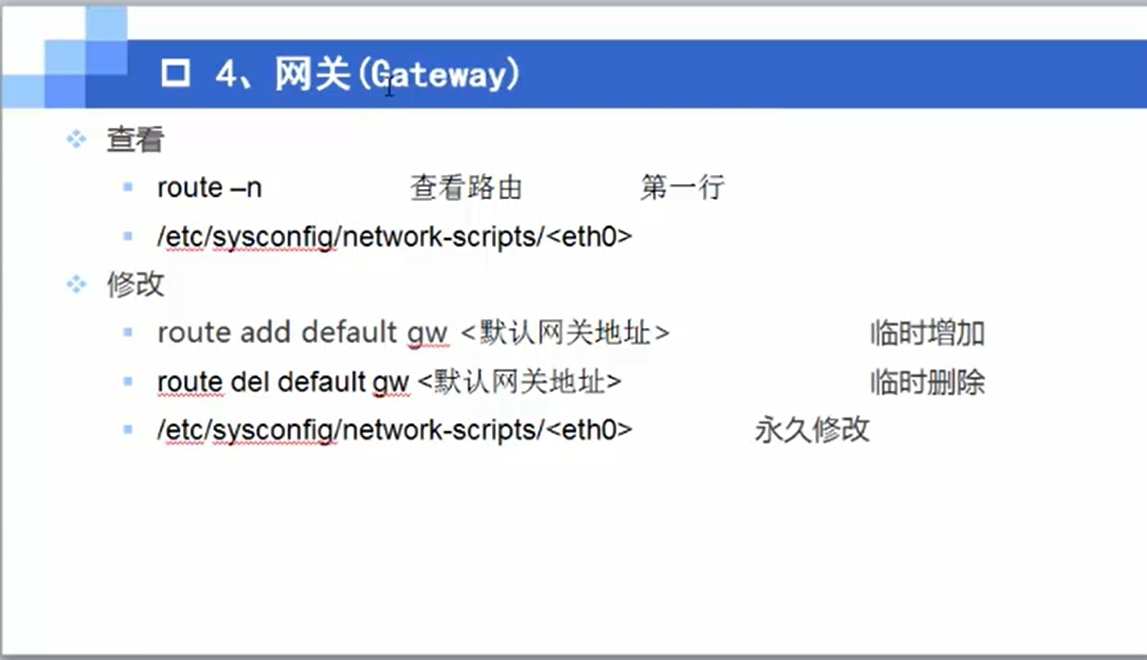 4、网关(Gateway)
查看
route –n 查看路由 第一行
/etc/sysconfig/network-scripts/<eth0>
修改
route add default gw <默认网关地址> 临时增加
route del default gw <默认网关地址> 临时删除
/etc/sysconfig/network-scripts/<eth0> 永久修改